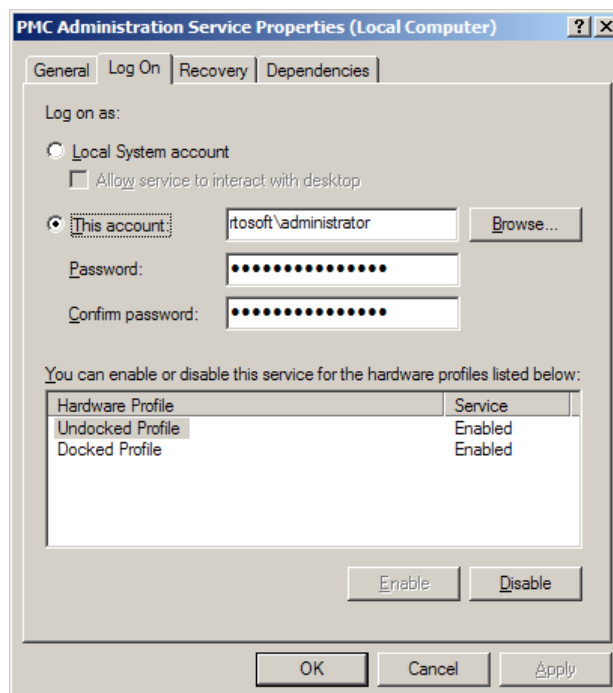 PMC Administration Service Properties (Local Computer)
General Log On Recovery Dependencies
Log on as:
Local System account
Allow service to interact with desktop
This account: rtosoft\administrator Browse...
Password: •••••••••••••••
Confirm password: •••••••••••••••
You can enable or disable this service for the hardware profiles listed below:
Hardware Profile Service
Undocked Profile Enabled
Docked Profile Enabled
Enable Disable
OK Cancel Apply